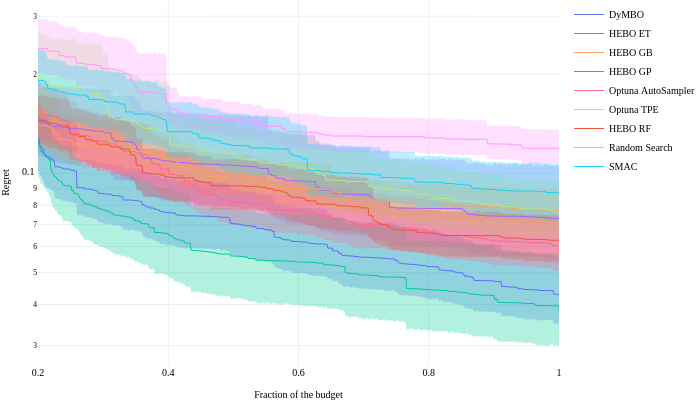 3
2
0.1
9
8
7
6
5
4
3
0.2
0.4
0.6
0.8
1
Regret
Fraction of the budget
DyMBO
HEBO ET
HEBO GB
HEBO GP
Optuna AutoSampler
Optuna TPE
HEBO RF
Random Search
SMAC